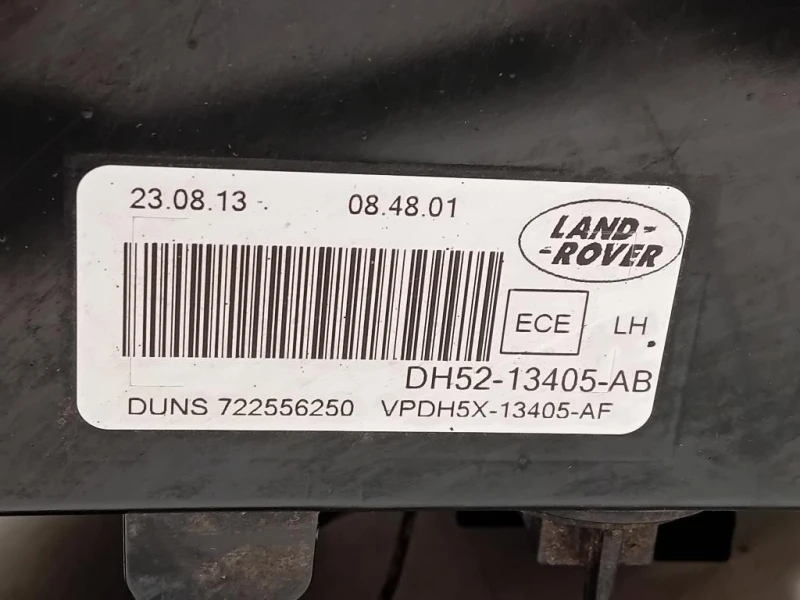 23.08.13 08.48.01
LAND-
-ROVER
ECE LH
DH52-13405-AB
DUNS 722556250 VPDH5X-13405-AF